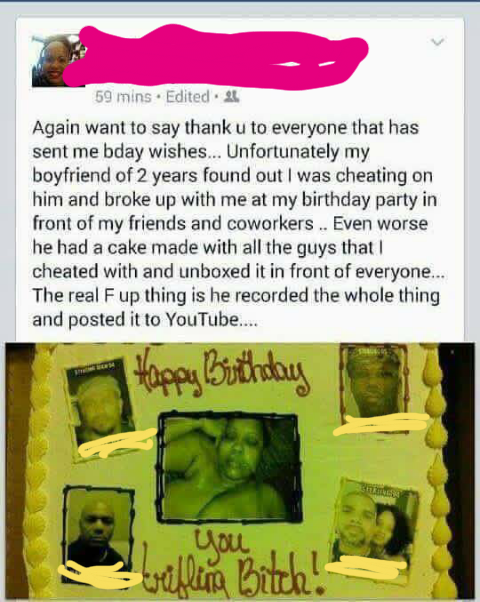 59 mins • Edited •
Again want to say thank u to everyone that has
sent me bday wishes... Unfortunately my
boyfriend of 2 years found out I was cheating on
him and broke up with me at my birthday party in
front of my friends and coworkers .. Even worse
he had a cake made with all the guys that I
cheated with and unboxed it in front of everyone...
The real F up thing is he recorded the whole thing
and posted it to YouTube....
Happy Birthday
You
trifling Bitch!